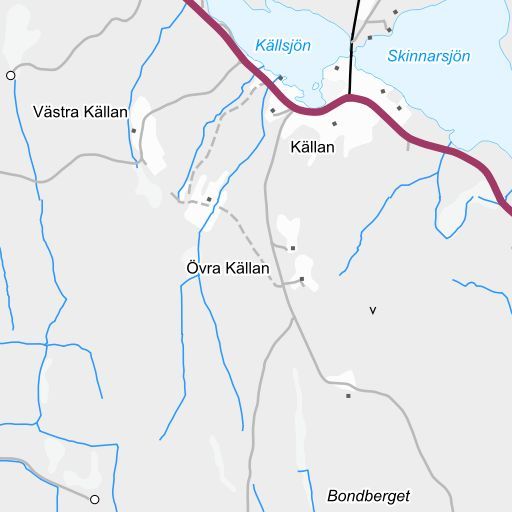 Källsjön
Skinnarsjön
Västra Källan
Källan
Övra Källan
Bondberget